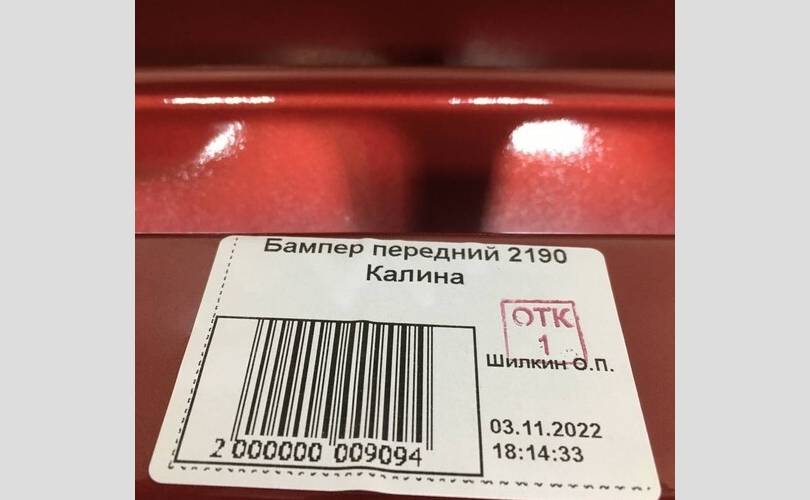 Бампер передний 2190
Калина
ОТК
1
Шилкин О.П.
2 000000 009094
03.11.2022
18:14:33